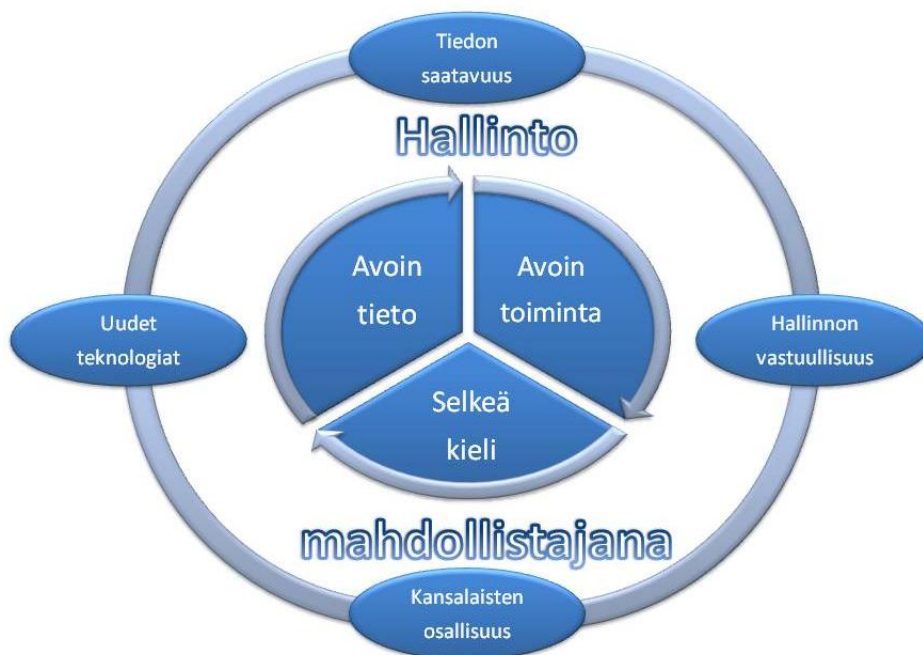 Tiedon
saatavuus
Hallinto
Avoin
tieto
Avoin
toiminta
Uudet
teknologiat
Hallinnon
vastuullisuus
Selkeä
kieli
mahdollistajana
Kansalaisten
osallisuus